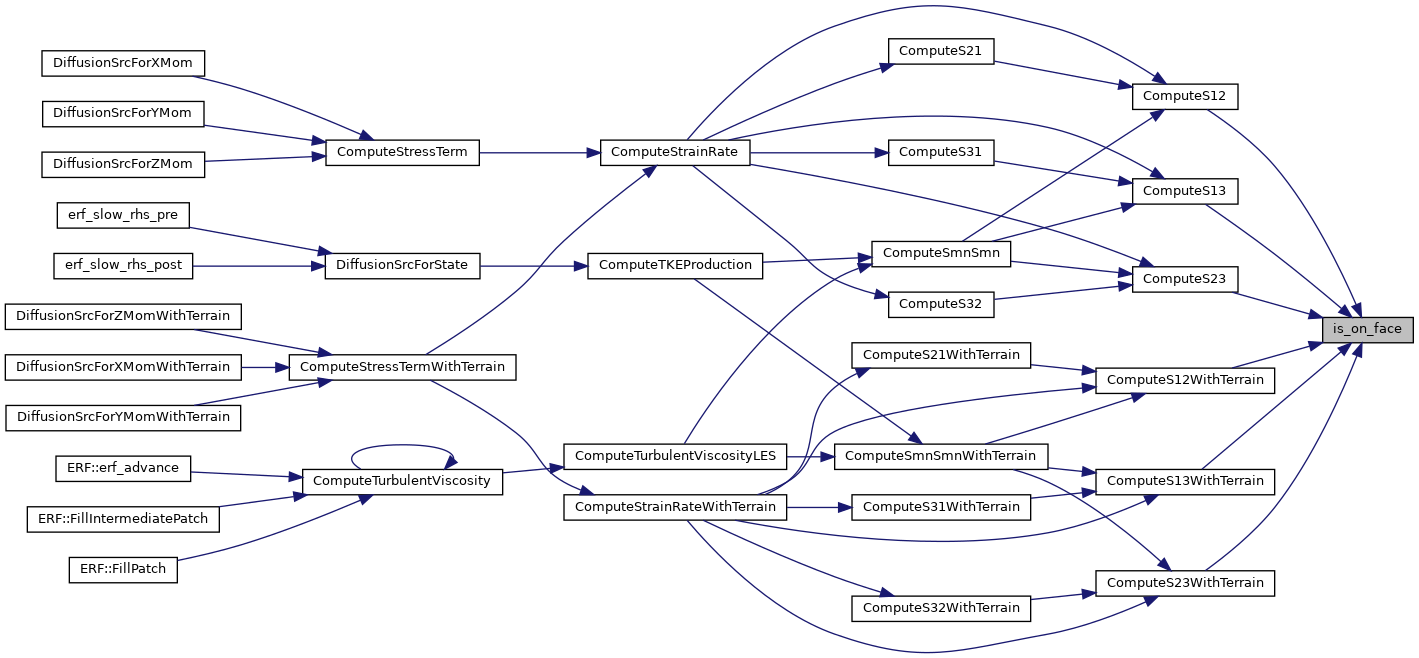 DiffusionSrcForXMom
DiffusionSrcForYMom
DiffusionSrcForZMom
erf_slow_rhs_pre
erf_slow_rhs_post
DiffusionSrcForZMomWithTerrain
DiffusionSrcForXMomWithTerrain
DiffusionSrcForYMomWithTerrain
ERF::erf_advance
ERF::FillIntermediatePatch
ERF::FillPatch
ComputeStressTerm
DiffusionSrcForState
ComputeStressTermWithTerrain
ComputeTurbulentViscosity
ComputeStrainRate
ComputeTKEProduction
ComputeTurbulentViscosityLES
ComputeStrainRateWithTerrain
ComputeS21
ComputeS31
ComputeSmnSmn
ComputeS32
ComputeS21WithTerrain
ComputeSmnSmnWithTerrain
ComputeS31WithTerrain
ComputeS32WithTerrain
ComputeS12
ComputeS13
ComputeS23
ComputeS12WithTerrain
ComputeS13WithTerrain
ComputeS23WithTerrain
is_on_face